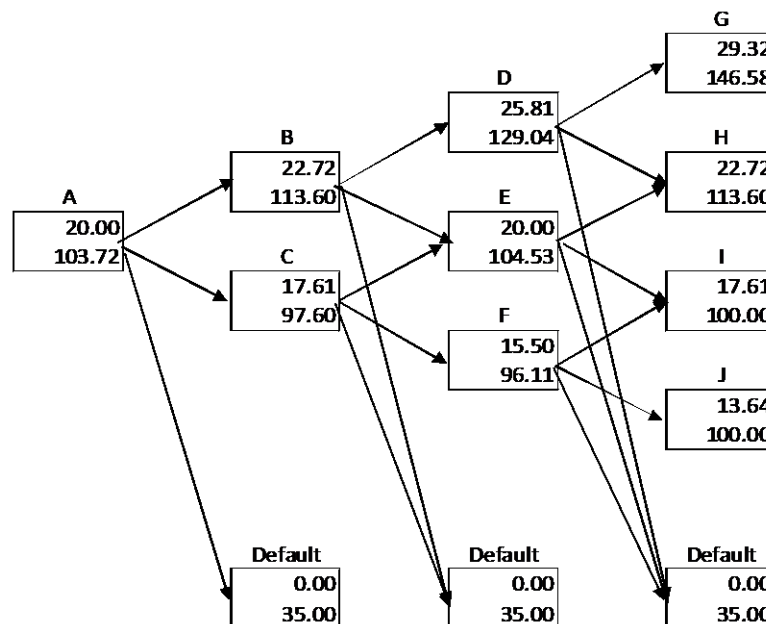 G
29.32
146.58
D
25.81
129.04
B
22.72
113.60
H
22.72
113.60
A
20.00
103.72
E
20.00
104.53
C
17.61
97.60
I
17.61
100.00
F
15.50
96.11
J
13.64
100.00
Default
0.00
35.00
Default
0.00
35.00
Default
0.00
35.00